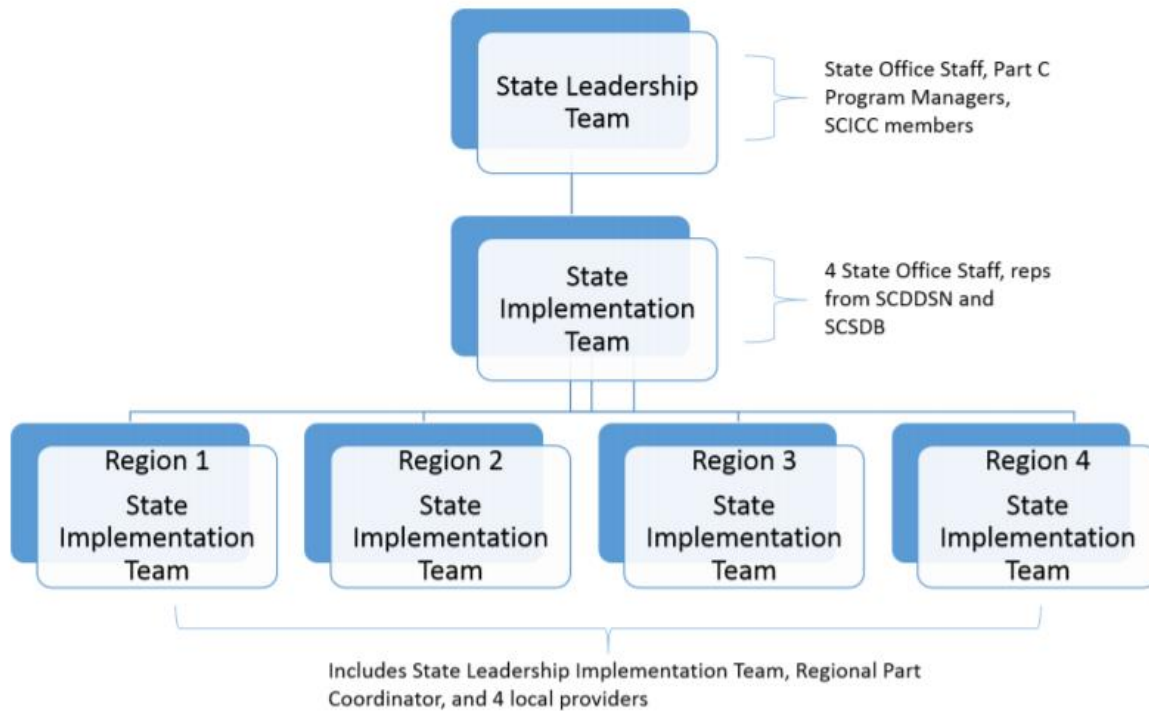 State Leadership
Team
State Office Staff, Part C
Program Managers,
SCICC members
State
Implementation
Team
4 State Office Staff, reps
from SCDDSN and
SCSDB
Region 1
State
Implementation
Team
Region 2
State
Implementation
Team
Region 3
State
Implementation
Team
Region 4
State
Implementation
Team
Includes State Leadership Implementation Team, Regional Part
Coordinator, and 4 local providers